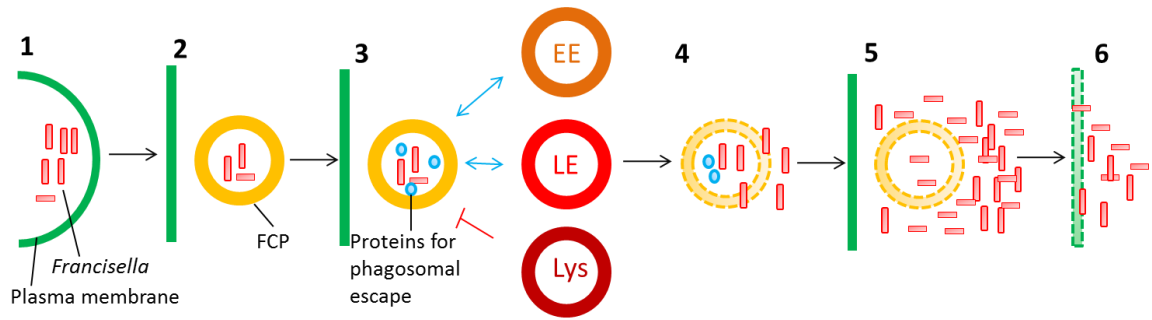 1
2
3
4
5
6
EE
LE
Lys
FCP
Francisella
Plasma membrane
Proteins for
phagosomal
escape